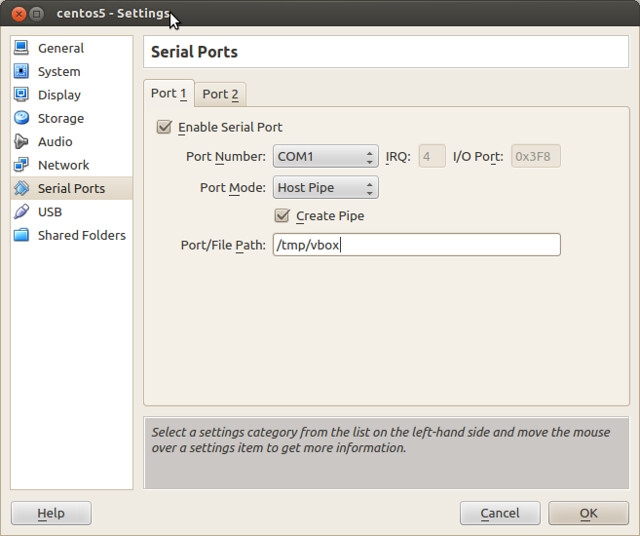 centos5 - Settings
General
System
Display
Storage
Audio
Network
Serial Ports
USB
Shared Folders
Serial Ports
Port 1 Port 2
Enable Serial Port
Port Number: COM1 IRQ: 4 I/O Port: 0x3F8
Port Mode: Host Pipe
Create Pipe
Port/File Path: /tmp/vbox
Select a settings category from the list on the left-hand side and move the mouse
over a settings item to get more information.
Help Cancel OK